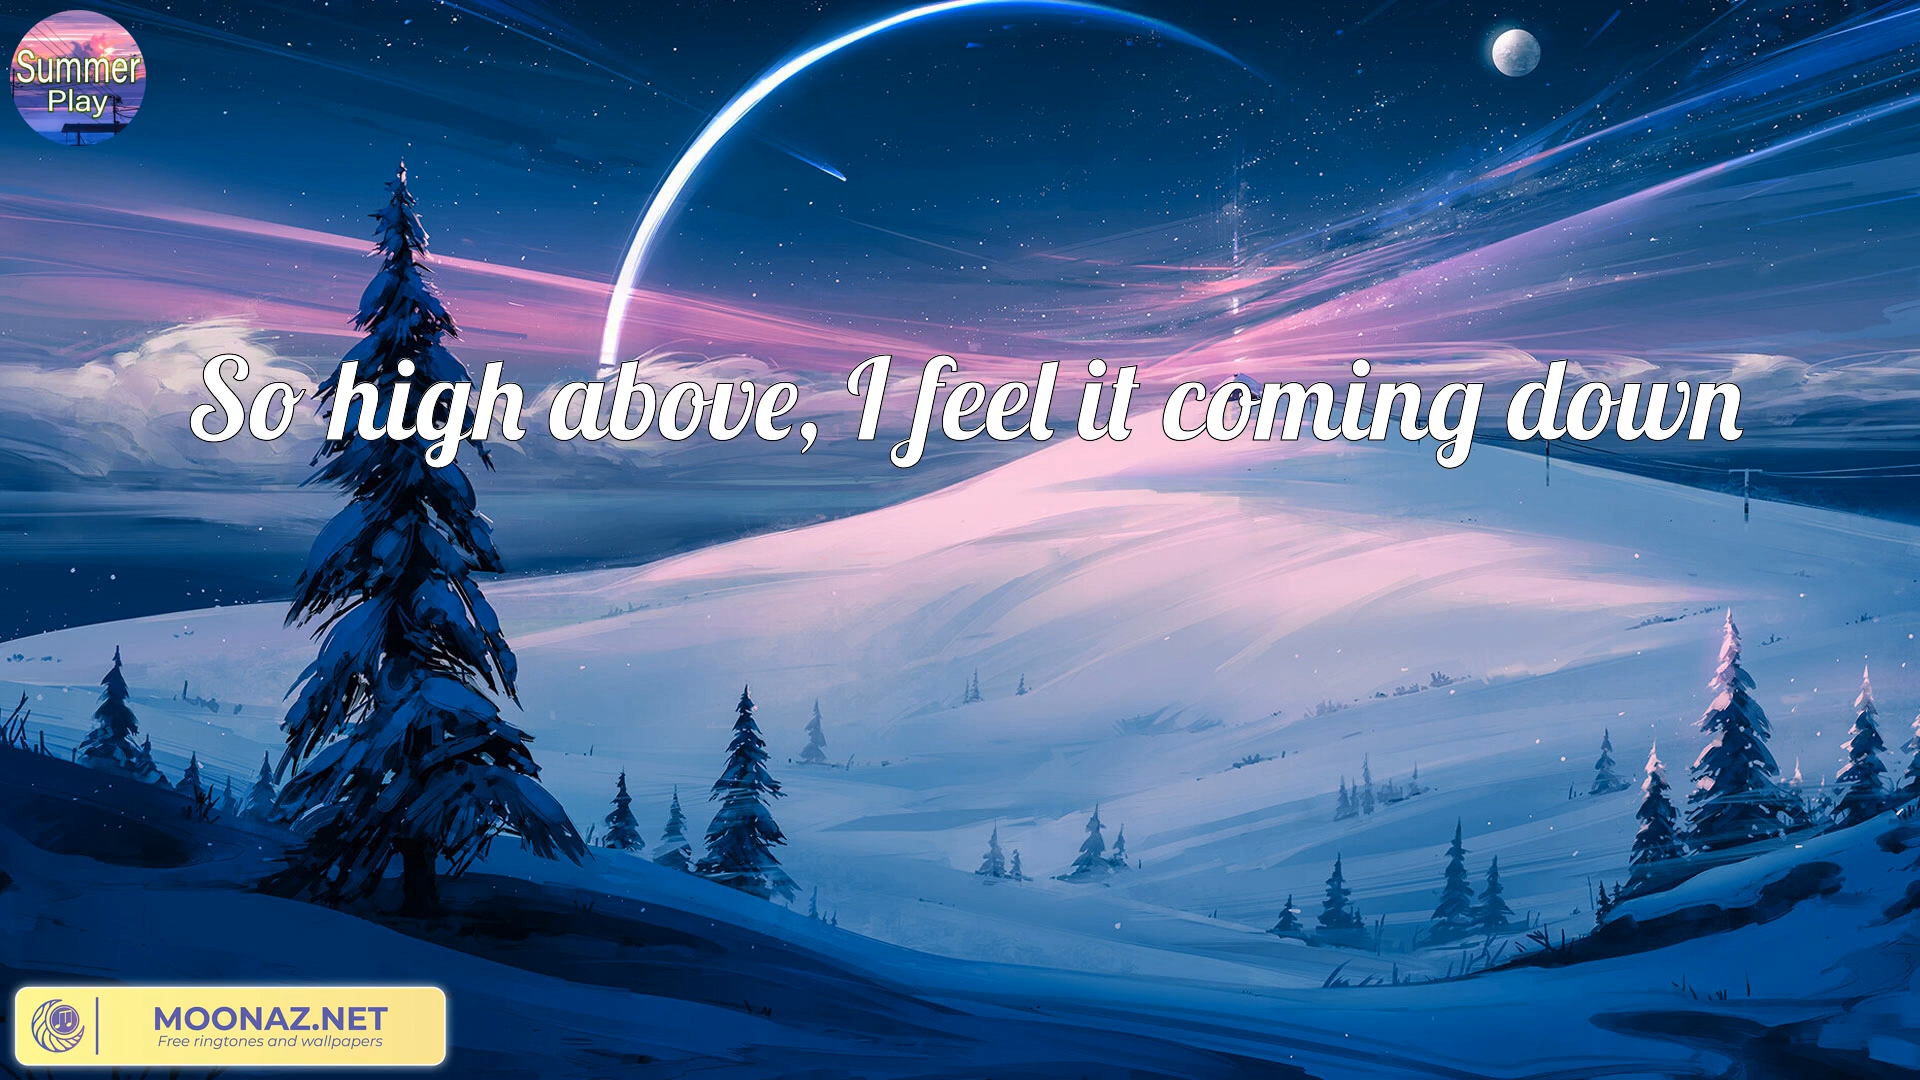 Summer
Play
So high above, I feel it coming down
MOONAZ.NET
Free ringtones and wallpapers